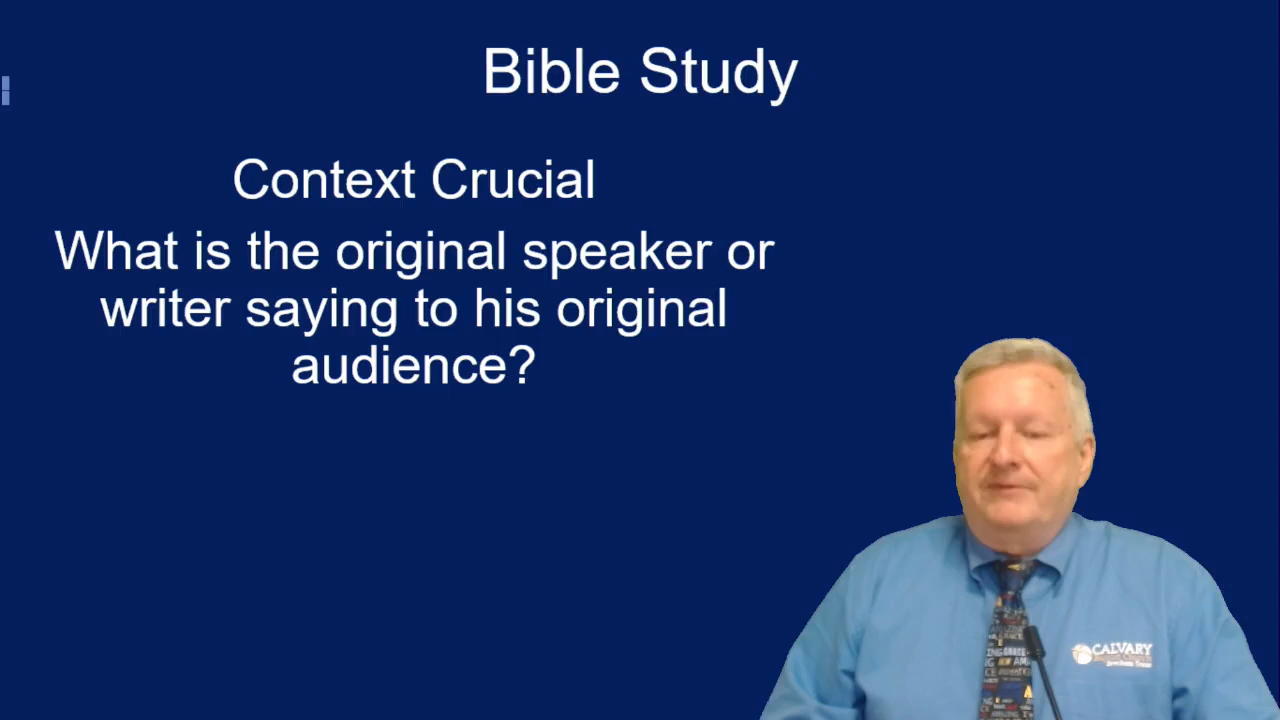 Bible Study
Context Crucial
What is the original speaker or
writer saying to his original
audience?
CALVARY